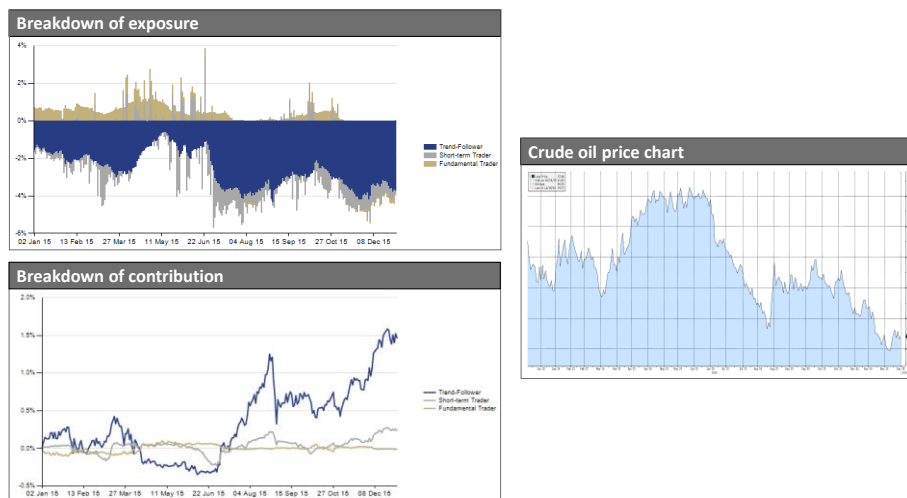 Breakdown of exposure
4%
2%
0%
-2%
-4%
-6%
02 Jan 15 13 Feb 15 27 Mar 15 11 May 15 22 Jun 15 04 Aug 15 15 Sep 15 27 Oct 15 08 Dec 15
Trend-Follower
Short-term Trader
Fundamental Trader
Breakdown of contribution
2.0%
1.5%
1.0%
0.5%
0.0%
-0.5%
02 Jan 15 13 Feb 15 27 Mar 15 11 May 15 22 Jun 15 04 Aug 15 15 Sep 15 27 Oct 15 08 Dec 15
Trend-Follower
Short-term Trader
Fundamental Trader
Crude oil price chart